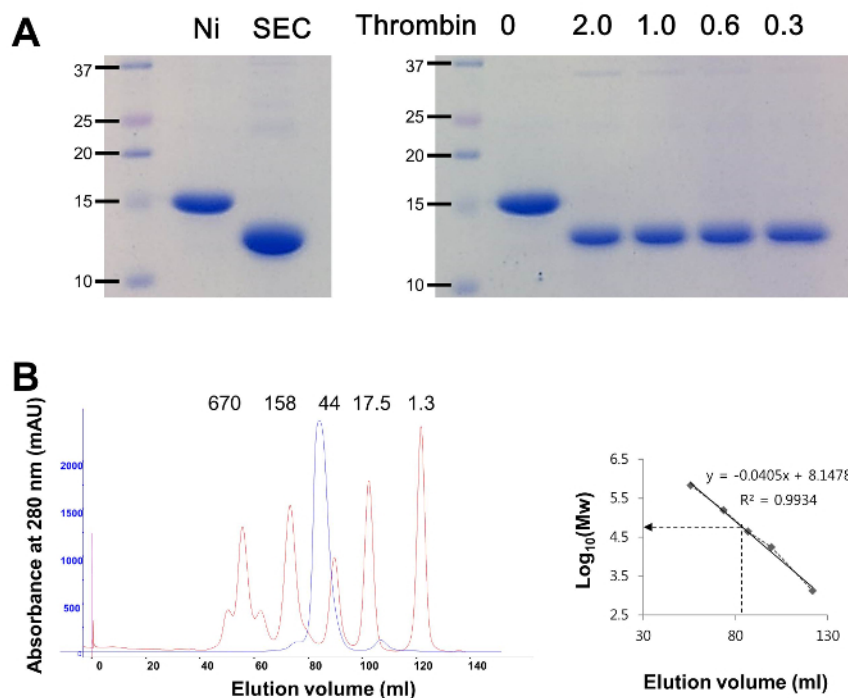 A
Ni SEC Thrombin 0 2.0 1.0 0.6 0.3
37
25
20
15
10
37
25
20
15
10
B
670 158 44 17.5 1.3
Absorbance at 280 nm (mAU)
2000
1500
1000
500
0
0 20 40 60 80 100 120 140
Elution volume (ml)
Log10(Mw)
6.5
5.5
4.5
3.5
2.5
y = -0.0405x + 8.1478
R² = 0.9934
30 80 130
Elution volume (ml)